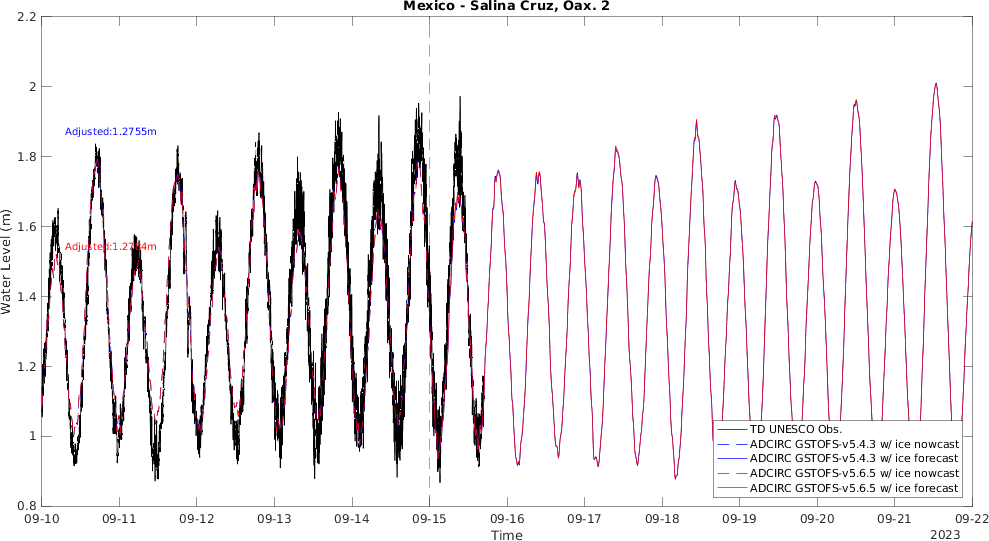 Mexico - Salina Cruz, Oax. 2
Water Level (m)
2.2
2
1.8
1.6
1.4
1.2
1
0.8
Adjusted:1.2755m
TD UNESCO Obs.
ADCIRC GSTOFS-v5.4.3 w/ ice nowcast
ADCIRC GSTOFS-v5.4.3 w/ ice forecast
ADCIRC GSTOFS-v5.6.5 w/ ice nowcast
ADCIRC GSTOFS-v5.6.5 w/ ice forecast
09-10 09-11 09-12 09-13 09-14 09-15 09-16 09-17 09-18 09-19 09-20 09-21 09-22
Time
2023